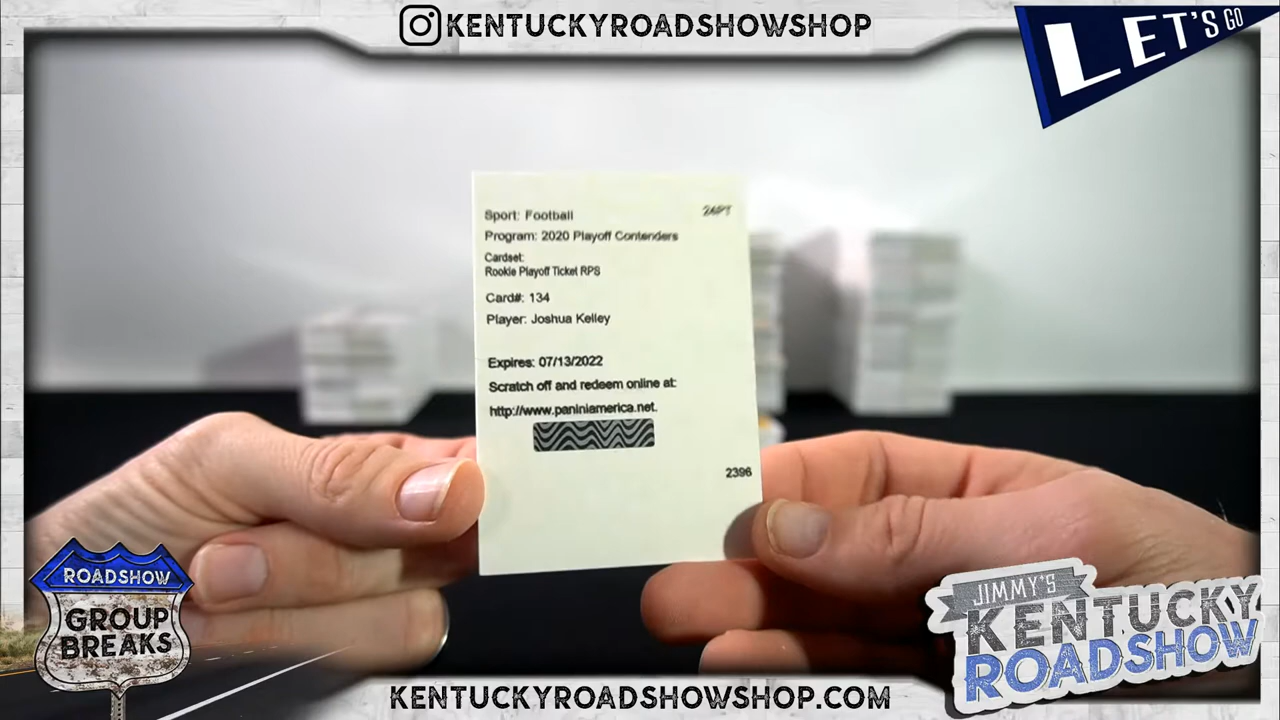 KENTUCKYROADSHOWSHOP
LET'S GO
Sport: Football
24PT
Program: 2020 Playoff Contenders
Cardset:
Rookie Playoff Ticket RPS
Card#: 134
Player: Joshua Kelley
Expires: 07/13/2022
Scratch off and redeem online at:
http://www.paniniamerica.net.
2396
ROADSHOW
GROUP
BREAKS
JIMMY'S
KENTUCKY
ROADSHOW
KENTUCKYROADSHOWSHOP.COM